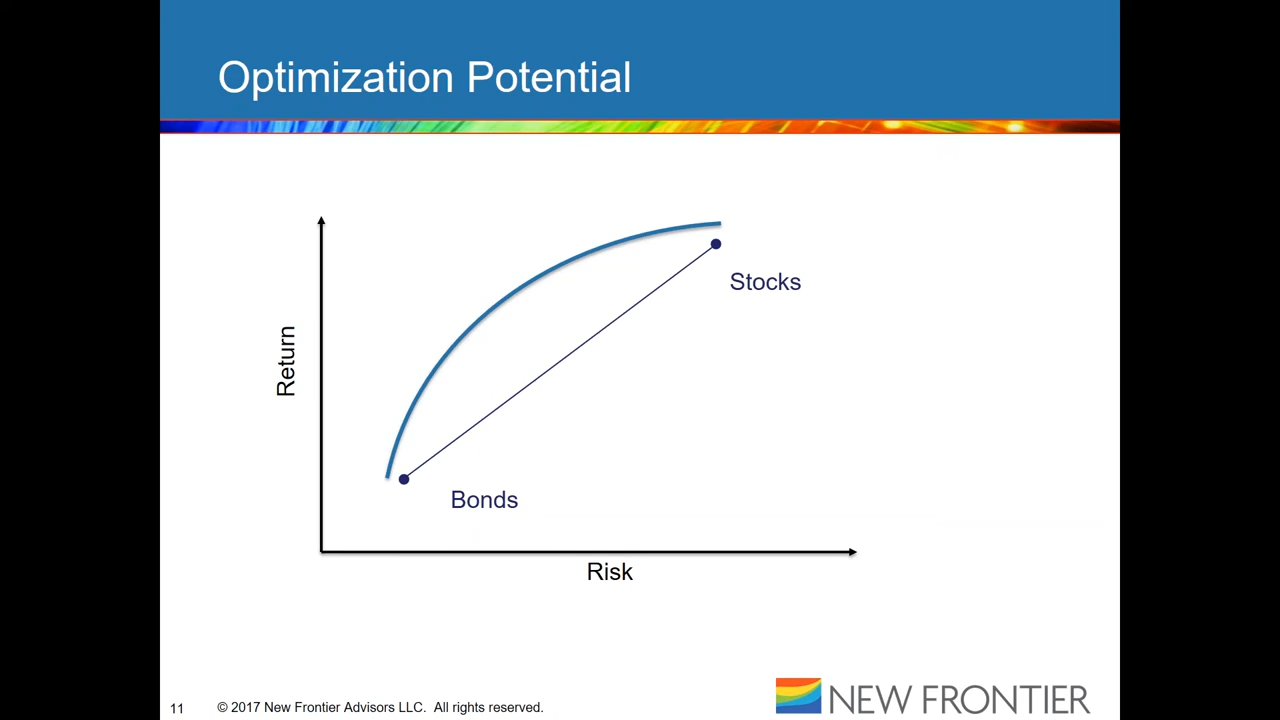 Optimization Potential
Stocks
Return
Bonds
Risk
11
© 2017 New Frontier Advisors LLC. All rights reserved.
NEW FRONTIER